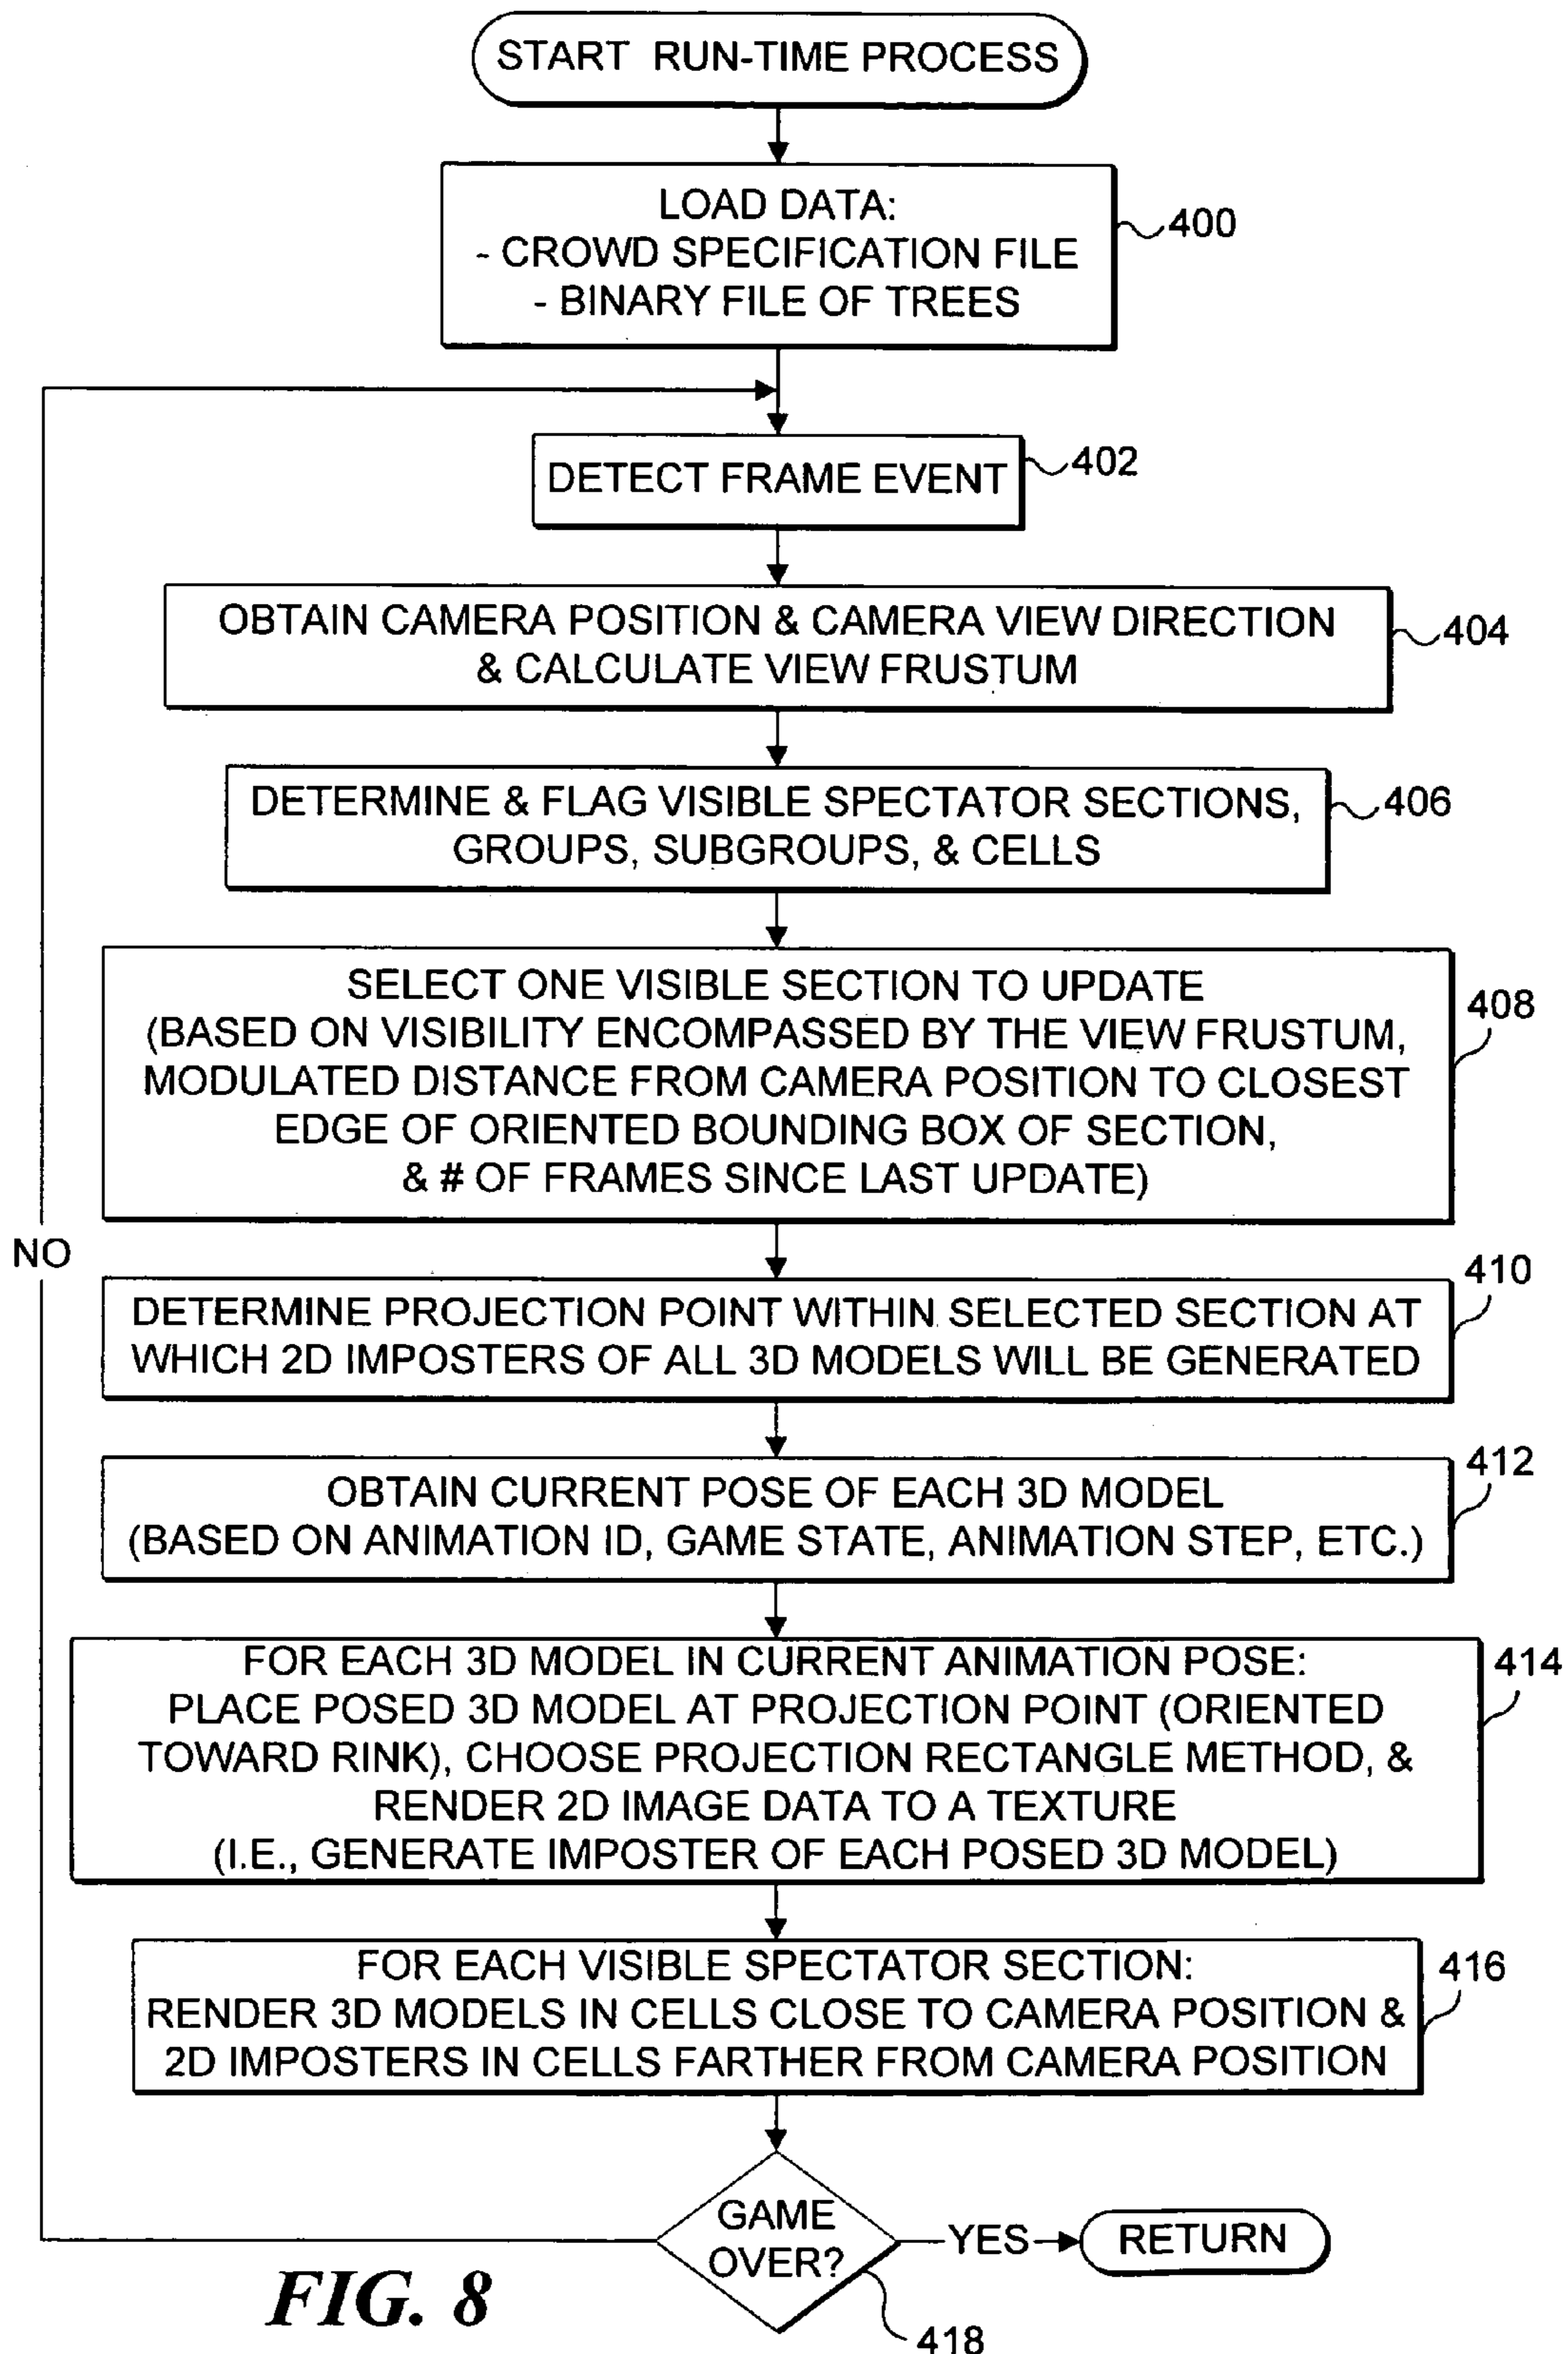 START RUN-TIME PROCESS
LOAD DATA:
- CROWD SPECIFICATION FILE
- BINARY FILE OF TREES
400
DETECT FRAME EVENT
402
OBTAIN CAMERA POSITION & CAMERA VIEW DIRECTION
& CALCULATE VIEW FRUSTUM
404
DETERMINE & FLAG VISIBLE SPECTATOR SECTIONS,
GROUPS, SUBGROUPS, & CELLS
406
SELECT ONE VISIBLE SECTION TO UPDATE
(BASED ON VISIBILITY ENCOMPASSED BY THE VIEW FRUSTUM,
MODULATED DISTANCE FROM CAMERA POSITION TO CLOSEST
EDGE OF ORIENTED BOUNDING BOX OF SECTION,
& # OF FRAMES SINCE LAST UPDATE)
408
NO
DETERMINE PROJECTION POINT WITHIN SELECTED SECTION AT
WHICH 2D IMPOSTERS OF ALL 3D MODELS WILL BE GENERATED
410
OBTAIN CURRENT POSE OF EACH 3D MODEL
(BASED ON ANIMATION ID, GAME STATE, ANIMATION STEP, ETC.)
412
FOR EACH 3D MODEL IN CURRENT ANIMATION POSE:
PLACE POSED 3D MODEL AT PROJECTION POINT (ORIENTED
TOWARD RINK), CHOOSE PROJECTION RECTANGLE METHOD, &
RENDER 2D IMAGE DATA TO A TEXTURE
(I.E., GENERATE IMPOSTER OF EACH POSED 3D MODEL)
414
FOR EACH VISIBLE SPECTATOR SECTION:
RENDER 3D MODELS IN CELLS CLOSE TO CAMERA POSITION &
2D IMPOSTERS IN CELLS FARTHER FROM CAMERA POSITION
416
GAME
OVER?
YES
RETURN
418
FIG. 8